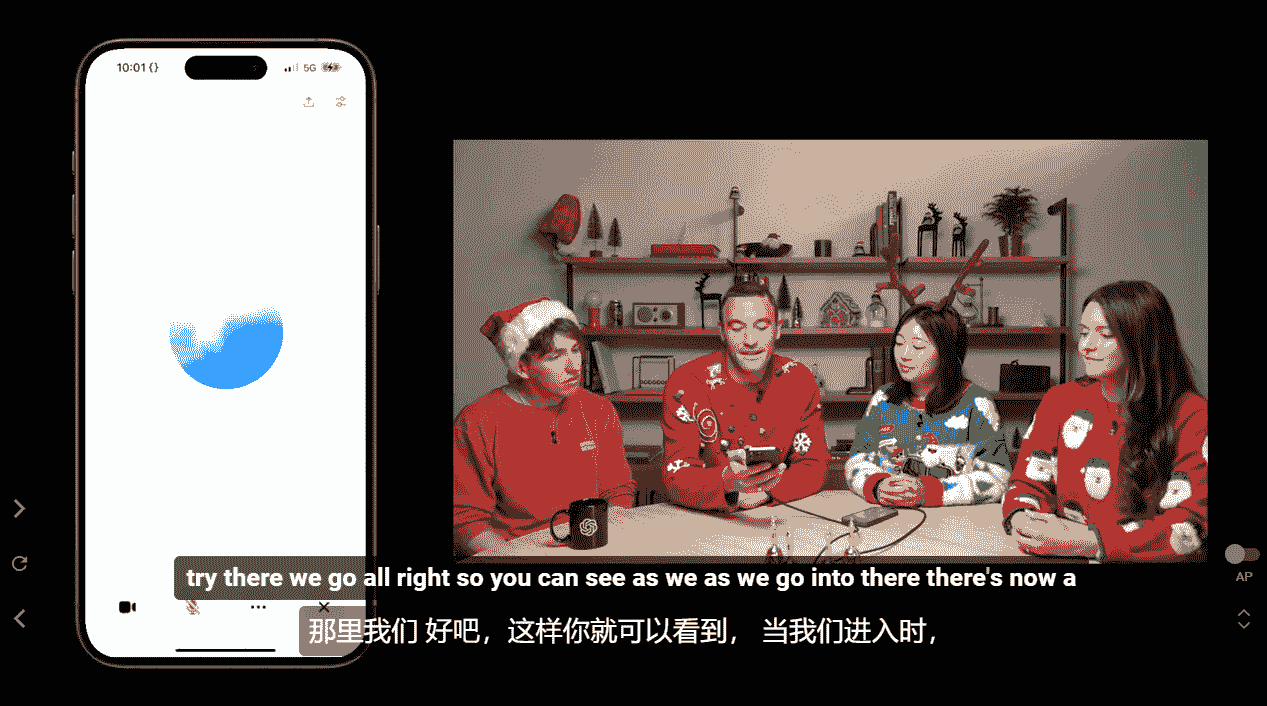 10:01 {}
5G
try there we go all right so you can see as we as we go into there there's now a
那里我们 好吧，这样你就可以看到， 当我们进入时，
AP